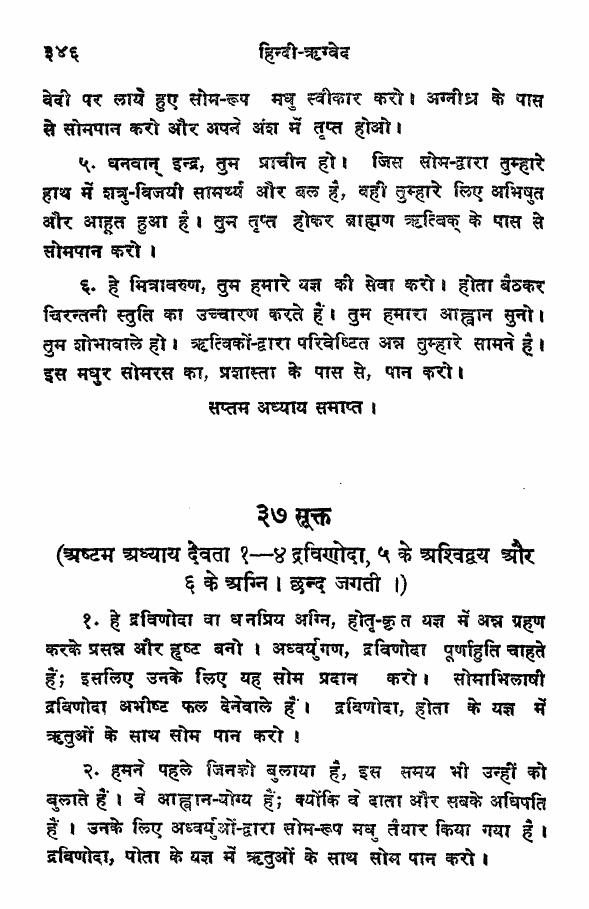 ३४६ हिन्दी-ऋग्वेद
वेदी पर लाये हुए सोम-रूप मधु स्वीकार करो। अग्नीध्र के पास
से सोमपान करो और अपने अंश में तृप्त होओ।
५. धनवान् इन्द्र, तुम प्राचीन हो। जिस सोम-द्वारा तुम्हारे
हाथ में शत्रु-विजयी सामर्थ्य और बल है, वही तुम्हारे लिए अभिषुत
और आहूत हुआ है। तुम तृप्त होकर ब्राह्मण ऋत्विक् के पास से
सोमपान करो ।
६. हे मित्रावरुण, तुम हमारे यज्ञ की सेवा करो। होता बैठकर
चिरन्तनी स्तुति का उच्चारण करते हैं। तुम हमारा आह्वान सुनो।
तुम शोभावाले हो। ऋत्विकों-द्वारा परिवेष्टित अन्न तुम्हारे सामने है।
इस मधुर सोमरस का, प्रशास्ता के पास से, पान करो।
सप्तम अध्याय समाप्त ।
३७ सूक्त
(अष्टम अध्याय देवता १—४ द्रविणोदा, ५ के अश्विद्वय और
६ के अग्नि । छन्द जगती ।)
१. हे द्रविणोदा वा धनप्रिय अग्नि, होतृ-कृत यज्ञ में अन्न ग्रहण
करके प्रसन्न और हृष्ट बनो । अध्वर्युगण, द्रविणोदा पूर्णाहुति चाहते
हैं; इसलिए उनके लिए यह सोम प्रदान करो। सोमाभिलाषी
द्रविणोदा अभीष्ट फल देनेवाले हैं। द्रविणोदा, होता के यज्ञ में
ऋतुओं के साथ सोम पान करो ।
२. हमने पहले जिनको बुलाया है, इस समय भी उन्हीं को
बुलाते हैं। वे आह्वान-योग्य हैं; क्योंकि वे दाता और सबके अधिपति
हैं । उनके लिए अध्वर्युओं-द्वारा सोम-रूप मधु तैयार किया गया है।
द्रविणोदा, पोता के यज्ञ में ऋतुओं के साथ सोम पान करो ।